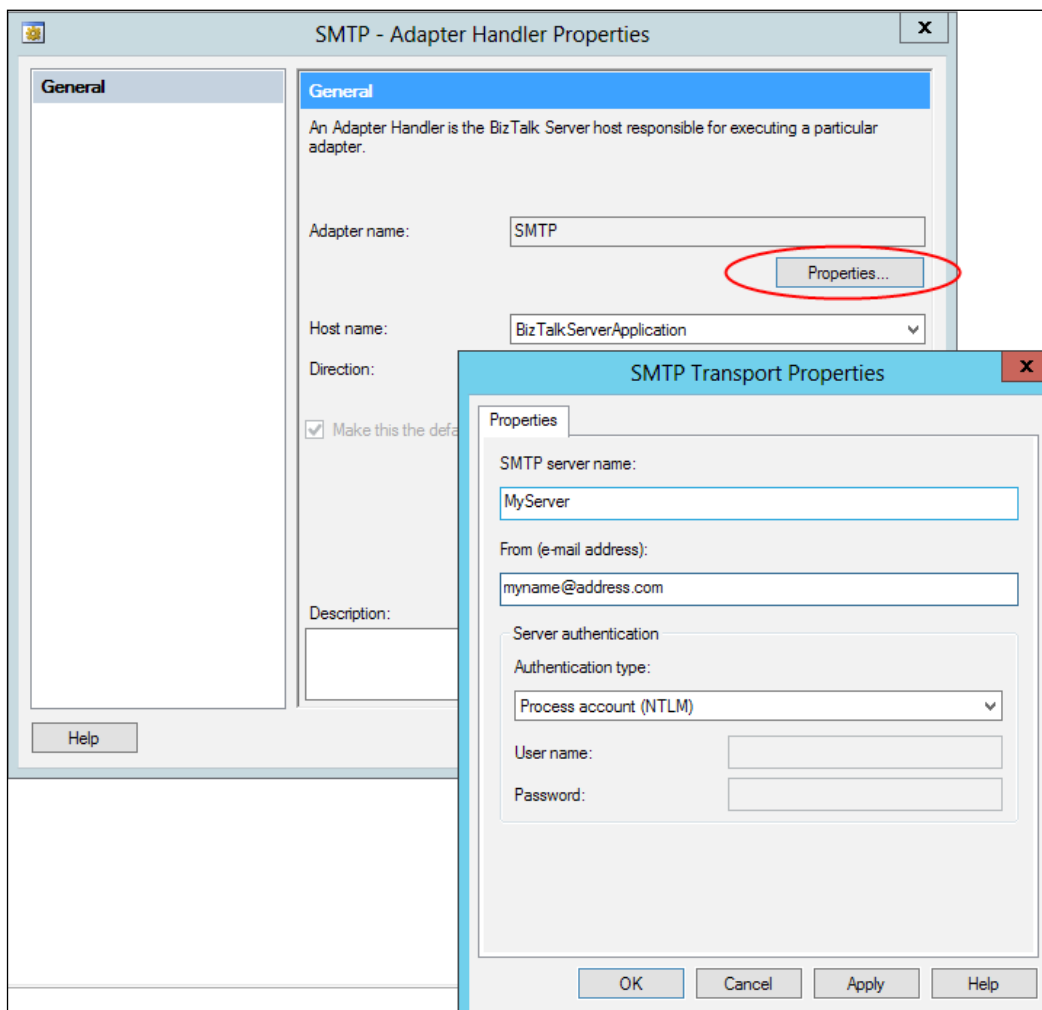 SMTP - Adapter Handler Properties
x
General
General
An Adapter Handler is the BizTalk Server host responsible for executing a particular
adapter.
Adapter name:
SMTP
Properties...
Host name:
BizTalkServerApplication
Direction:
Make this the defa
Description:
Help
SMTP Transport Properties
x
Properties
SMTP server name:
MyServer
From (e-mail address):
myname@address.com
Server authentication
Authentication type:
Process account (NTLM)
User name:
Password:
OK
Cancel
Apply
Help